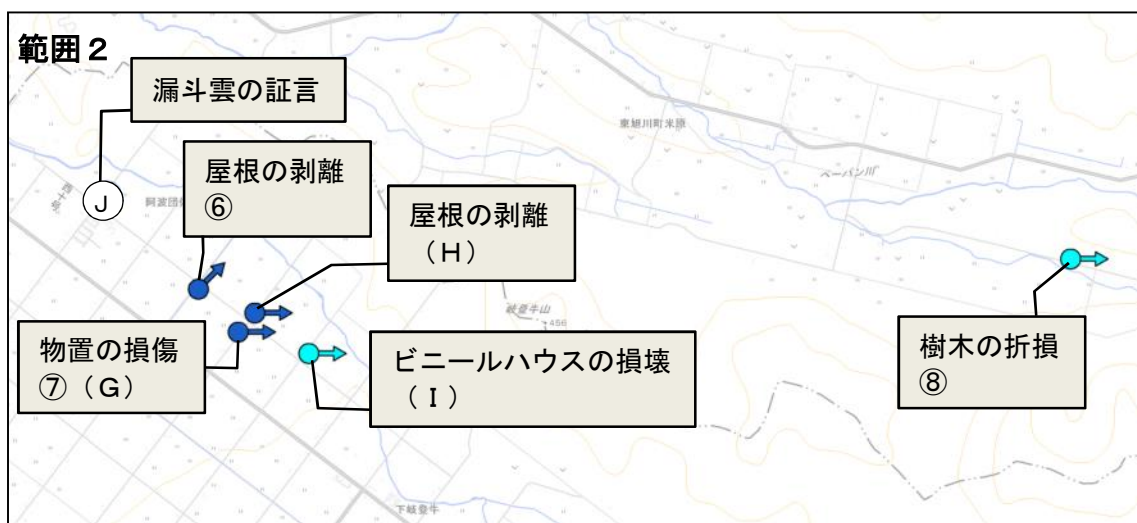 範囲２
漏斗雲の証言
屋根の剥離
⑥
屋根の剥離
（Ｈ）
物置の損傷
⑦（Ｇ）
ビニールハウスの損壊
（Ｉ）
樹木の折損
⑧
Ｊ
東旭川町米原
ペーパン川
456
下岐登牛